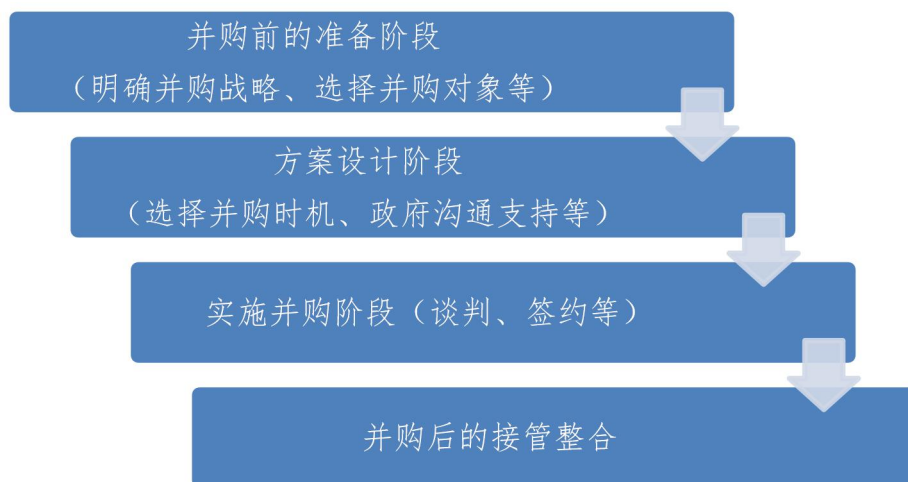 并购前的准备阶段
（明确并购战略、选择并购对象等）
方案设计阶段
（选择并购时机、政府沟通支持等）
实施并购阶段（谈判、签约等）
并购后的接管整合